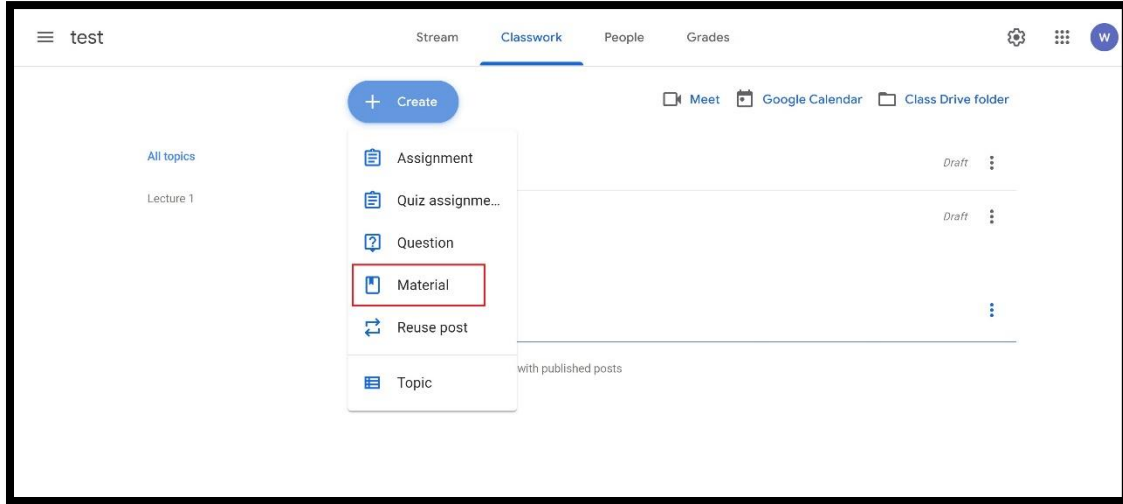 test
Stream Classwork People Grades
W
+ Create
Meet Google Calendar Class Drive folder
All topics
Lecture 1
Assignment
Quiz assignme...
Question
Material
Reuse post
Topic
Draft
Draft
with published posts